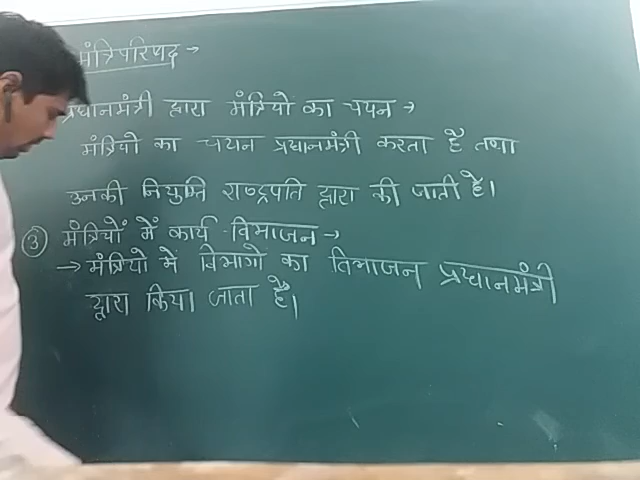 मंत्रिपरिषद →
प्रधानमंत्री द्वारा मंत्रियो का चयन →
मंत्रियो का चयन प्रधानमंत्री करता है तथा
उनकी नियुक्ति राष्ट्रपति द्वारा की जाती है।
③ मंत्रियों में कार्य विभाजन →
→ मंत्रियो मे विभागो का विभाजन प्रधानमंत्री
द्वारा किया जाता है।